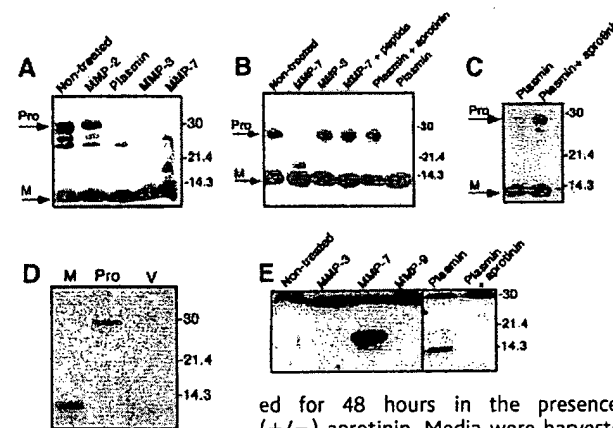 A
Non-treated
MMP-2
Plasmin
MMP-3
MMP-7
Pro
M
-30
-21.4
-14.3
B
Non-treated
MMP-7
MMP-3
MMP-7 + peptide
Plasmin + aprotinin
Plasmin
Pro
M
-30
-21.4
-14.3
C
Plasmin
Plasmin+ aprotinin
Pro
M
-30
-21.4
-14.3
D
M Pro V
-30
-21.4
-14.3
E
Non-treated
MMP-3
MMP-7
MMP-9
Plasmin
Plasmin + aprotinin
-30
-21.4
-14.3
ed for 48 hours in the presence
(+/−) aprotinin. Media were harvest